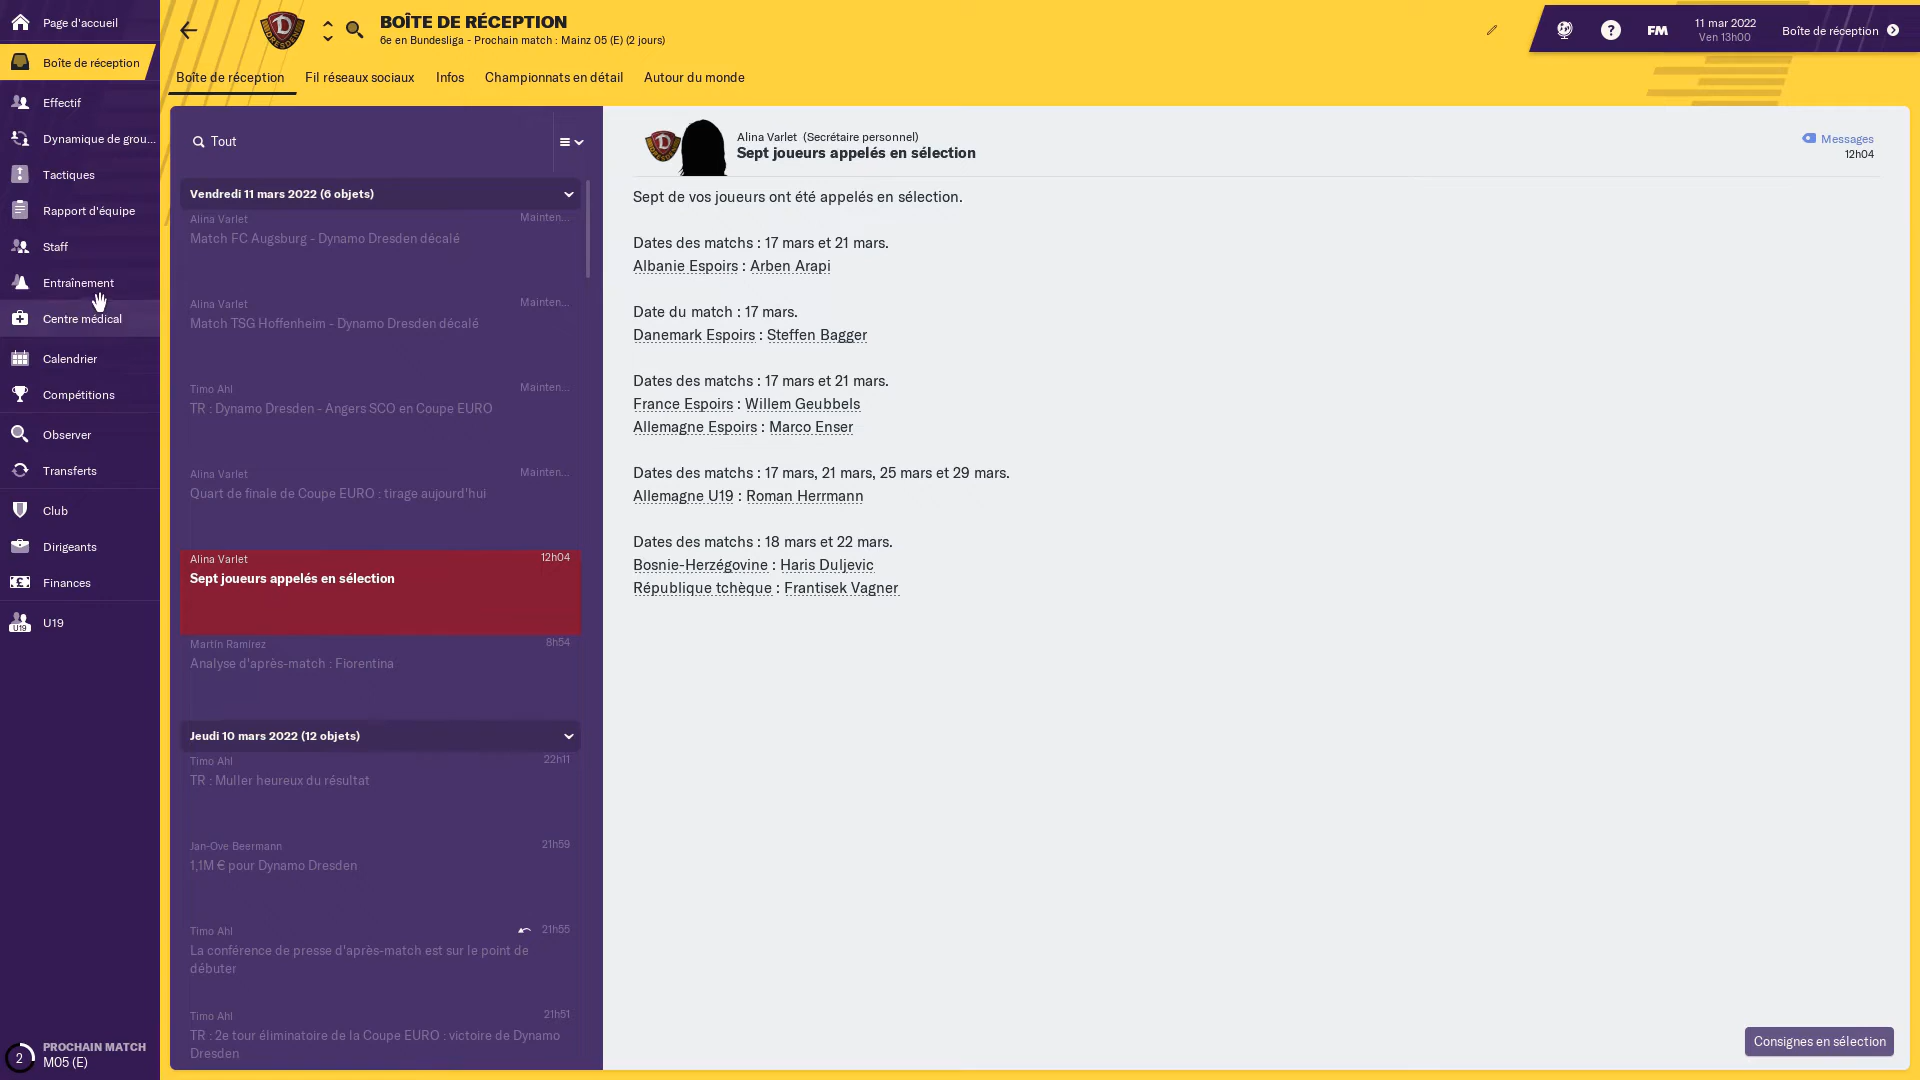 Page d'accueil
Boîte de réception
Effectif
Dynamique de grou...
Tactiques
Rapport d'équipe
Staff
Entraînement
Centre médical
Calendrier
Compétitions
Observer
Transferts
Club
Dirigeants
Finances
U19
U19
2
PROCHAIN MATCH
M05 (E)
BOÎTE DE RÉCEPTION
6e en Bundesliga - Prochain match : Mainz 05 (E) (2 jours)
?
FM
11 mar 2022
Ven 13h00
Boîte de réception
Boîte de réception
Fil réseaux sociaux
Infos
Championnats en détail
Autour du monde
Tout
Vendredi 11 mars 2022 (6 objets)
Alina Varlet
Mainten...
Match FC Augsburg - Dynamo Dresden décalé
Alina Varlet
Mainten...
Match TSG Hoffenheim - Dynamo Dresden décalé
Timo Ahl
Mainten...
TR : Dynamo Dresden - Angers SCO en Coupe EURO
Alina Varlet
Mainten...
Quart de finale de Coupe EURO : tirage aujourd'hui
Alina Varlet
12h04
Sept joueurs appelés en sélection
Martín Ramírez
8h54
Analyse d'après-match : Fiorentina
Jeudi 10 mars 2022 (12 objets)
Timo Ahl
22h11
TR : Muller heureux du résultat
Jan-Ove Beermann
21h59
1,1M € pour Dynamo Dresden
Timo Ahl
21h55
La conférence de presse d'après-match est sur le point de
débuter
Timo Ahl
21h51
TR : 2e tour éliminatoire de la Coupe EURO : victoire de Dynamo
Dresden
Alina Varlet (Secrétaire personnel)
Sept joueurs appelés en sélection
Messages
12h04
Sept de vos joueurs ont été appelés en sélection.
Dates des matchs : 17 mars et 21 mars.
Albanie Espoirs : Arben Arapi
Date du match : 17 mars.
Danemark Espoirs : Steffen Bagger
Dates des matchs : 17 mars et 21 mars.
France Espoirs : Willem Geubbels
Allemagne Espoirs : Marco Enser
Dates des matchs : 17 mars, 21 mars, 25 mars et 29 mars.
Allemagne U19 : Roman Herrmann
Dates des matchs : 18 mars et 22 mars.
Bosnie-Herzégovine : Haris Duljevic
République tchèque : Frantisek Vagner
Consignes en sélection